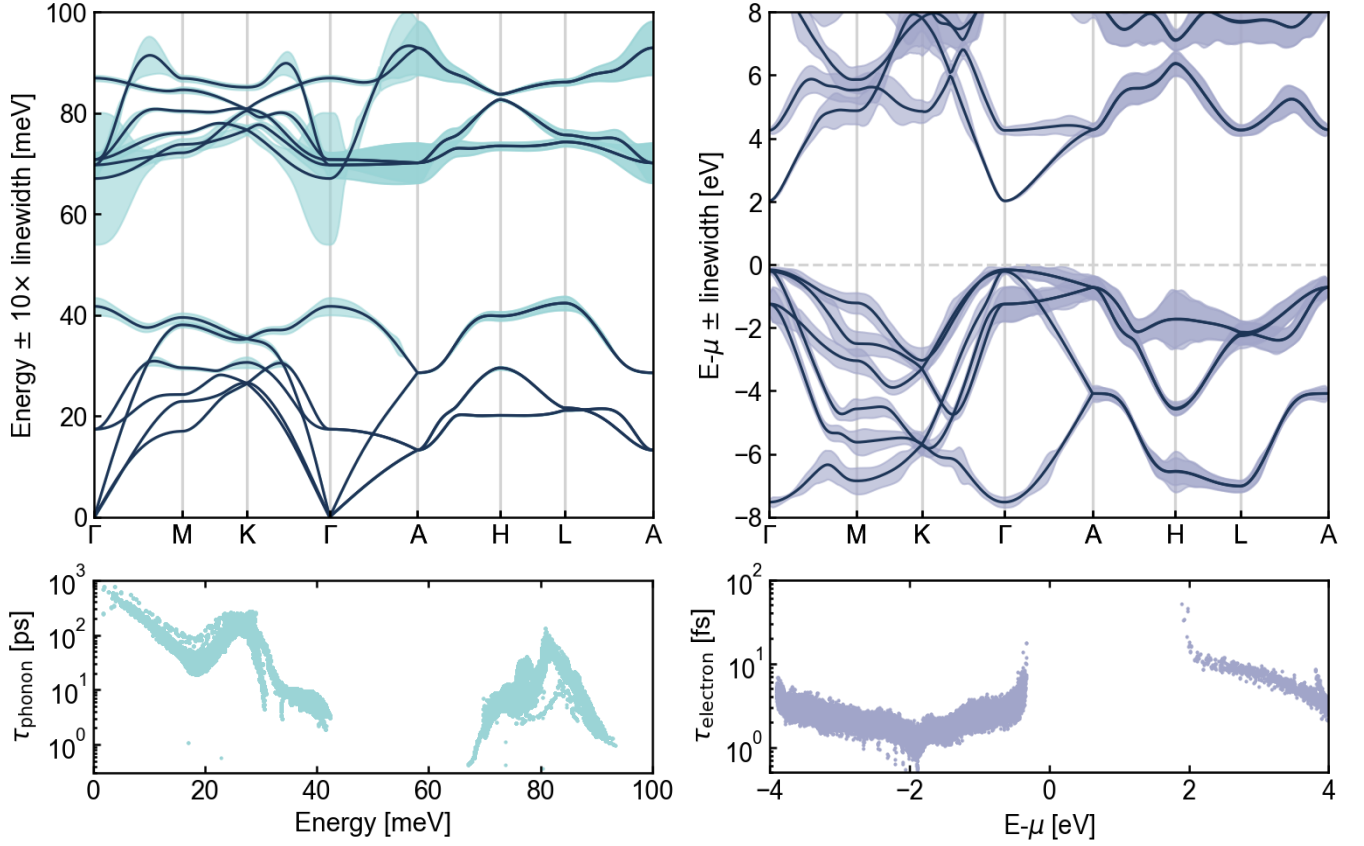 Energy ± 10× linewidth [meV]
100
80
60
40
20
0
Γ M K Γ A H L A
E-μ ± linewidth [eV]
8
6
4
2
0
−2
−4
−6
−8
Γ M K Γ A H L A
τphonon [ps]
10³
10²
10¹
10⁰
0 20 40 60 80 100
Energy [meV]
τelectron [fs]
10²
10¹
10⁰
−4 −2 0 2 4
E-μ [eV]